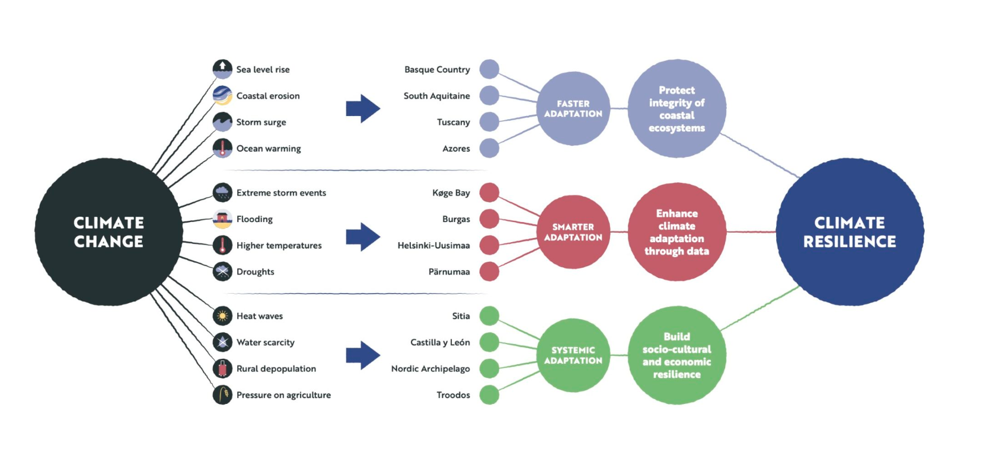 CLIMATE
CHANGE
Sea level rise
Coastal erosion
Storm surge
Ocean warming
Extreme storm events
Flooding
Higher temperatures
Droughts
Heat waves
Water scarcity
Rural depopulation
Pressure on agriculture
Basque Country
South Aquitaine
Tuscany
Azores
Køge Bay
Burgas
Helsinki-Uusimaa
Pärnumaa
Sitia
Castilla y León
Nordic Archipelago
Troodos
FASTER
ADAPTATION
SMARTER
ADAPTATION
SYSTEMIC
ADAPTATION
Protect
integrity of
coastal
ecosystems
Enhance
climate
adaptation
through data
Build
socio-cultural
and economic
resilience
CLIMATE
RESILIENCE